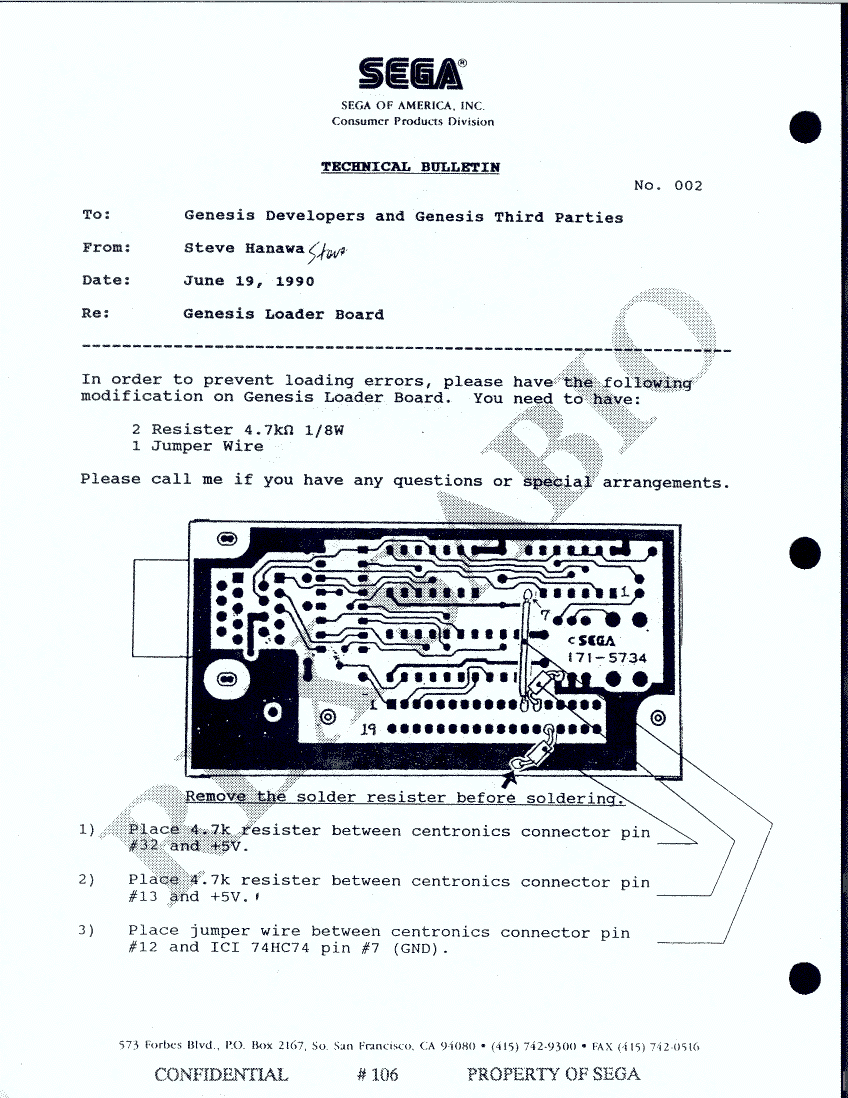 SEGA®
SEGA OF AMERICA, INC.
Consumer Products Division
TECHNICAL BULLETIN
No. 002
To: Genesis Developers and Genesis Third Parties
From: Steve Hanawa Steve
Date: June 19, 1990
Re: Genesis Loader Board
In order to prevent loading errors, please have the following
modification on Genesis Loader Board. You need to have:
2 Resister 4.7kΩ 1/8W
1 Jumper Wire
Please call me if you have any questions or special arrangements.
1
7
c SEGA
171-5734
1
19
Remove the solder resister before soldering.
1) Place 4.7k resister between centronics connector pin
#32 and +5V.
2) Place 4.7k resister between centronics connector pin
#13 and +5V.
3) Place jumper wire between centronics connector pin
#12 and ICI 74HC74 pin #7 (GND).
573 Forbes Blvd., P.O. Box 2167, So. San Francisco, CA 94080 • (415) 742-9300 • FAX (415) 742-0516
CONFIDENTIAL # 106 PROPERTY OF SEGA